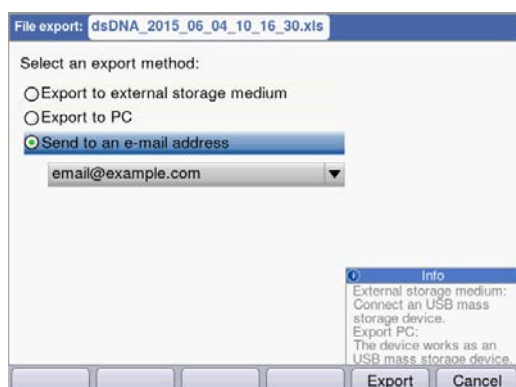 File export: dsDNA_2015_06_04_10_16_30.xls
Select an export method:
Export to external storage medium
Export to PC
Send to an e-mail address
email@example.com
Info
External storage medium:
Connect an USB mass
storage device.
Export PC:
The device works as an
USB mass storage device.
Export Cancel